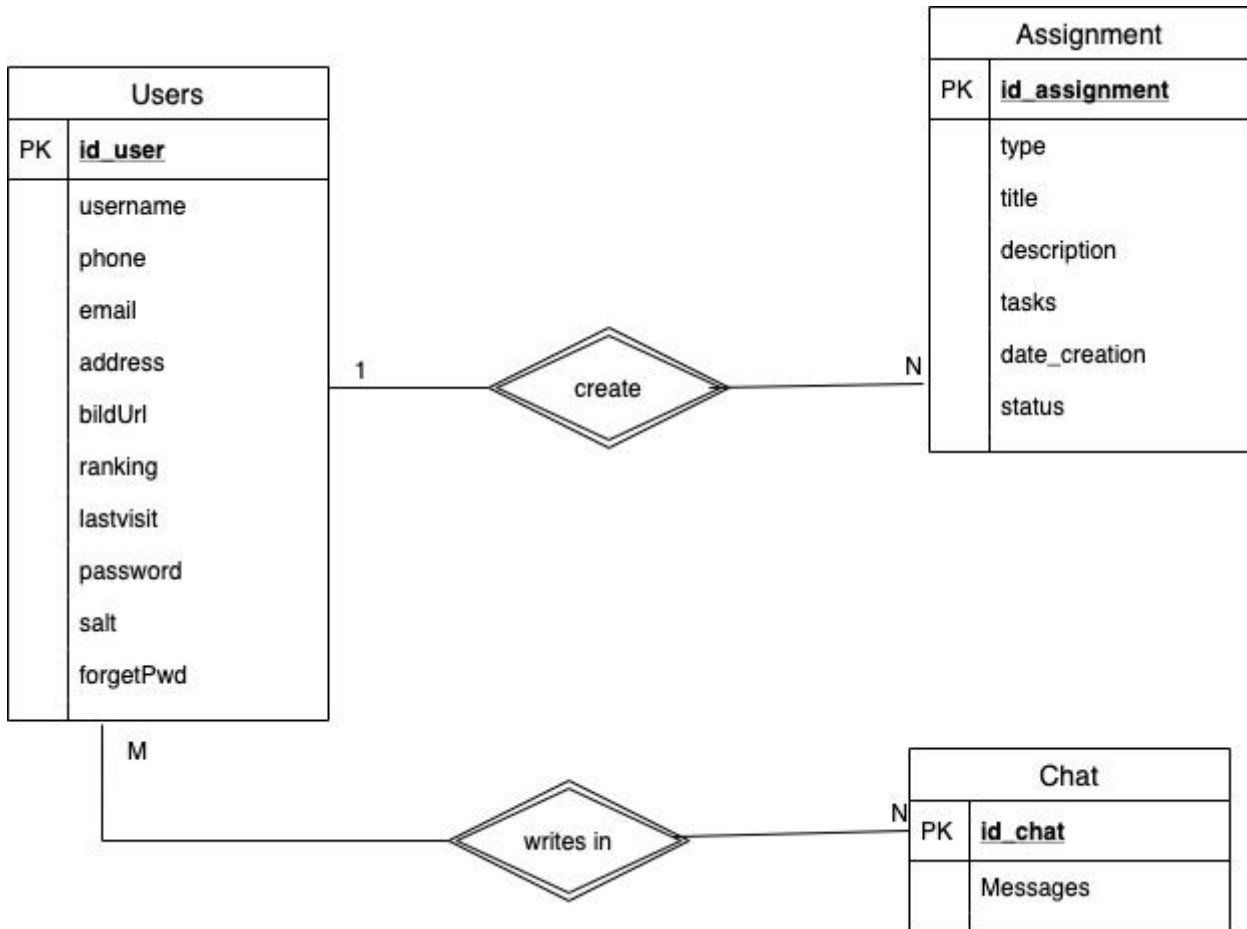 Users
PK id_user
username
phone
email
address
bildUrl
ranking
lastvisit
password
salt
forgetPwd
1
create
N
Assignment
PK id_assignment
type
title
description
tasks
date_creation
status
M
writes in
N
Chat
PK id_chat
Messages